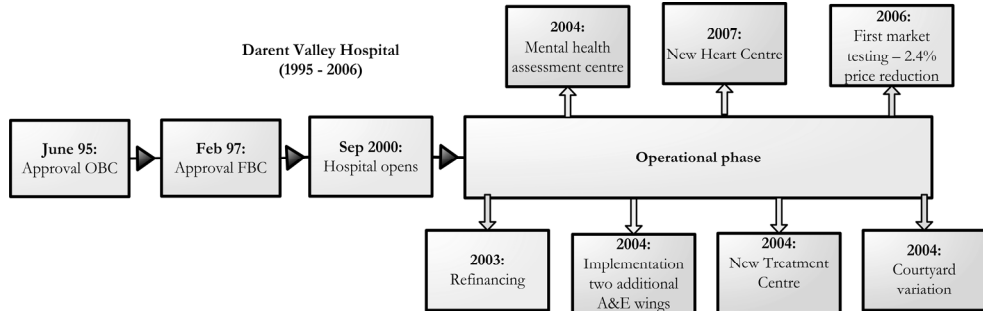 Darent Valley Hospital
(1995 - 2006)
2004:
Mental health
assessment centre
2007:
New Heart Centre
2006:
First market
testing – 2.4%
price reduction
June 95:
Approval OBC
Feb 97:
Approval FBC
Sep 2000:
Hospital opens
Operational phase
2003:
Refinancing
2004:
Implementation
two additional
A&E wings
2004:
New Treatment
Centre
2004:
Courtyard
variation